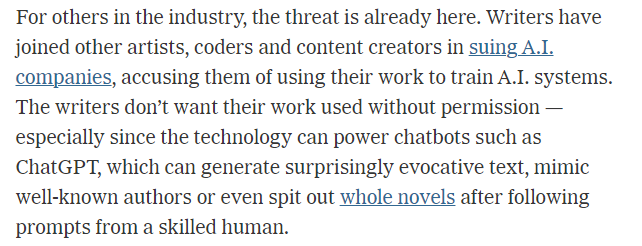 For others in the industry, the threat is already here. Writers have
joined other artists, coders and content creators in suing A.I.
companies, accusing them of using their work to train A.I. systems.
The writers don’t want their work used without permission —
especially since the technology can power chatbots such as
ChatGPT, which can generate surprisingly evocative text, mimic
well-known authors or even spit out whole novels after following
prompts from a skilled human.